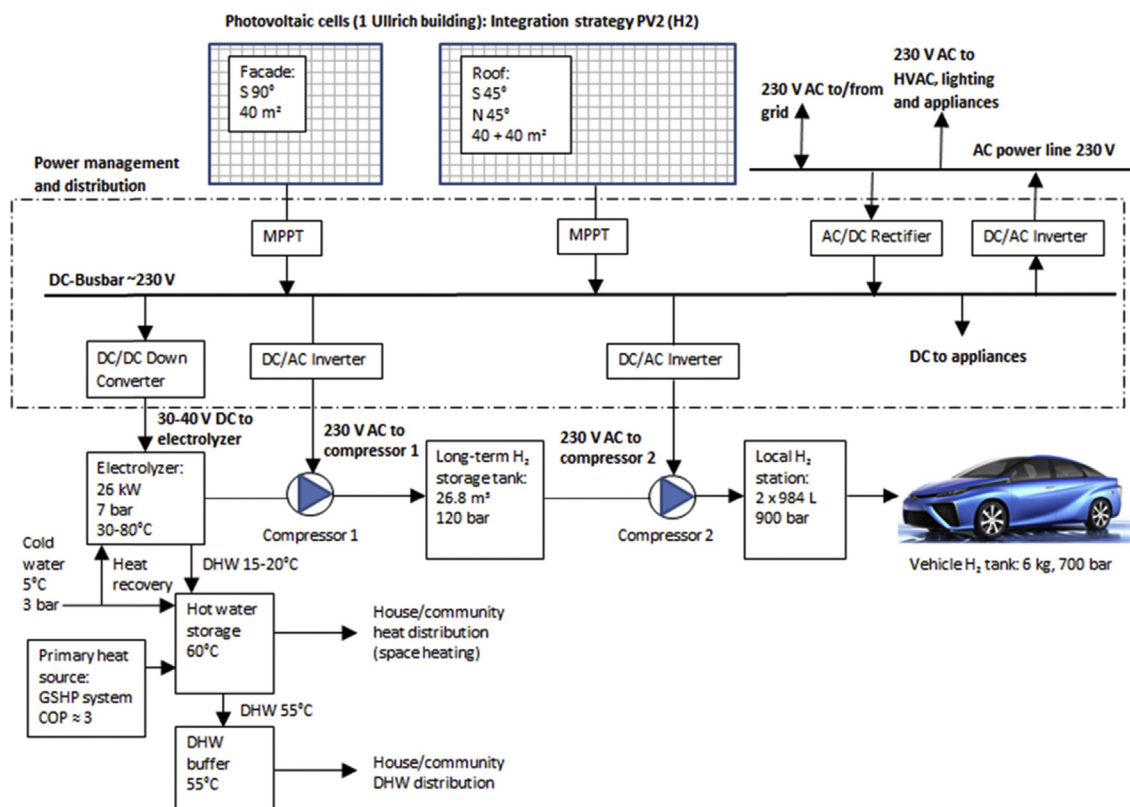 Photovoltaic cells (1 Ullrich building): Integration strategy PV2 (H2)
Facade:
S 90°
40 m²
Roof:
S 45°
N 45°
40 + 40 m²
230 V AC to/from
grid
230 V AC to
HVAC, lighting
and appliances
AC power line 230 V
Power management
and distribution
MPPT
MPPT
AC/DC Rectifier
DC/AC Inverter
DC-Busbar ~230 V
DC/DC Down
Converter
DC/AC Inverter
DC/AC Inverter
DC to appliances
30-40 V DC to
electrolyzer
230 V AC to
compressor 1
230 V AC to
compressor 2
Electrolyzer:
26 kW
7 bar
30-80°C
Compressor 1
Long-term H₂
storage tank:
26.8 m³
120 bar
Compressor 2
Local H₂
station:
2 x 984 L
900 bar
Vehicle H₂ tank: 6 kg, 700 bar
Cold
water
5°C
3 bar
Heat
recovery
DHW 15-20°C
Hot water
storage
60°C
House/community
heat distribution
(space heating)
Primary heat
source:
GSHP system
COP ≈ 3
DHW 55°C
DHW
buffer
55°C
House/community
DHW distribution